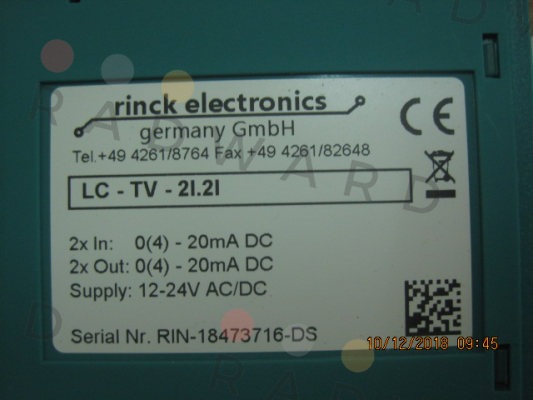 rinck electronics
germany GmbH
Tel.+49 4261/8764 Fax +49 4261/82648
LC - TV - 2I.2I
2x In: 0(4) - 20mA DC
2x Out: 0(4) - 20mA DC
Supply: 12-24V AC/DC
Serial Nr. RIN-18473716-DS
10/12/2018 09:45
CE
RADWARD
RADWARD